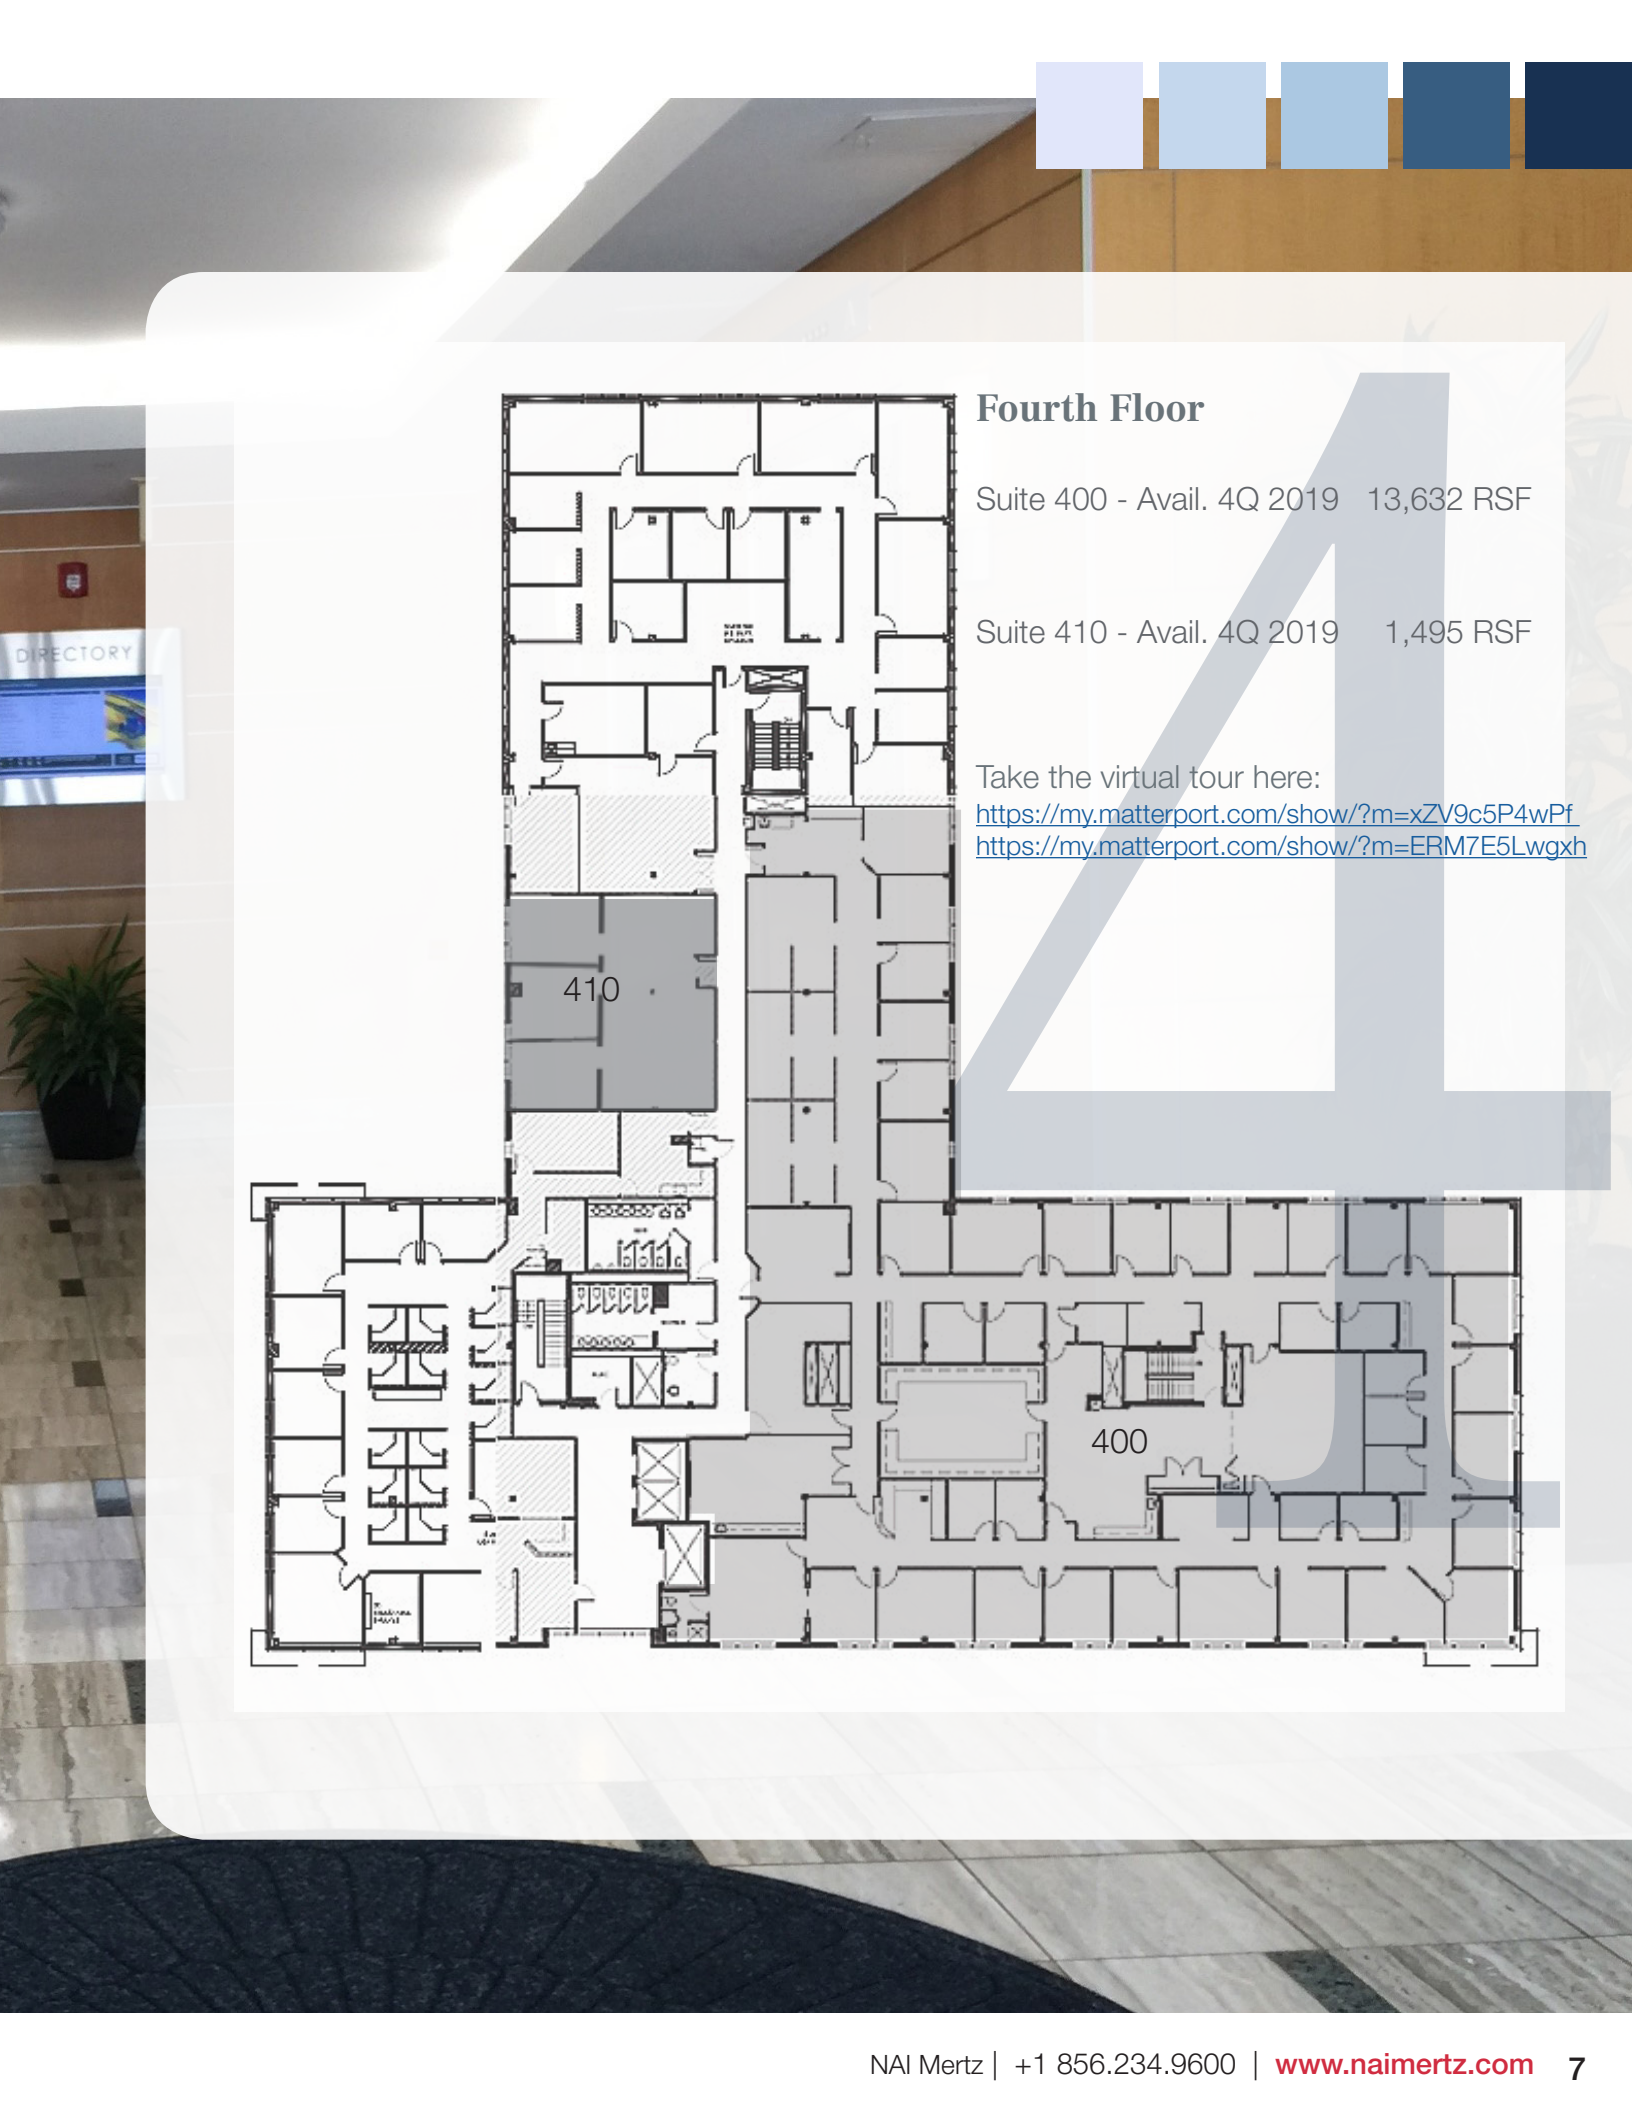 DIRECTORY
4
Fourth Floor
Suite 400 - Avail. 4Q 2019 13,632 RSF
Suite 410 - Avail. 4Q 2019 1,495 RSF
Take the virtual tour here:
https://my.matterport.com/show/?m=xZV9c5P4wPf
https://my.matterport.com/show/?m=ERM7E5Lwgxh
410
400
NAI Mertz | +1 856.234.9600 | www.naimertz.com 7